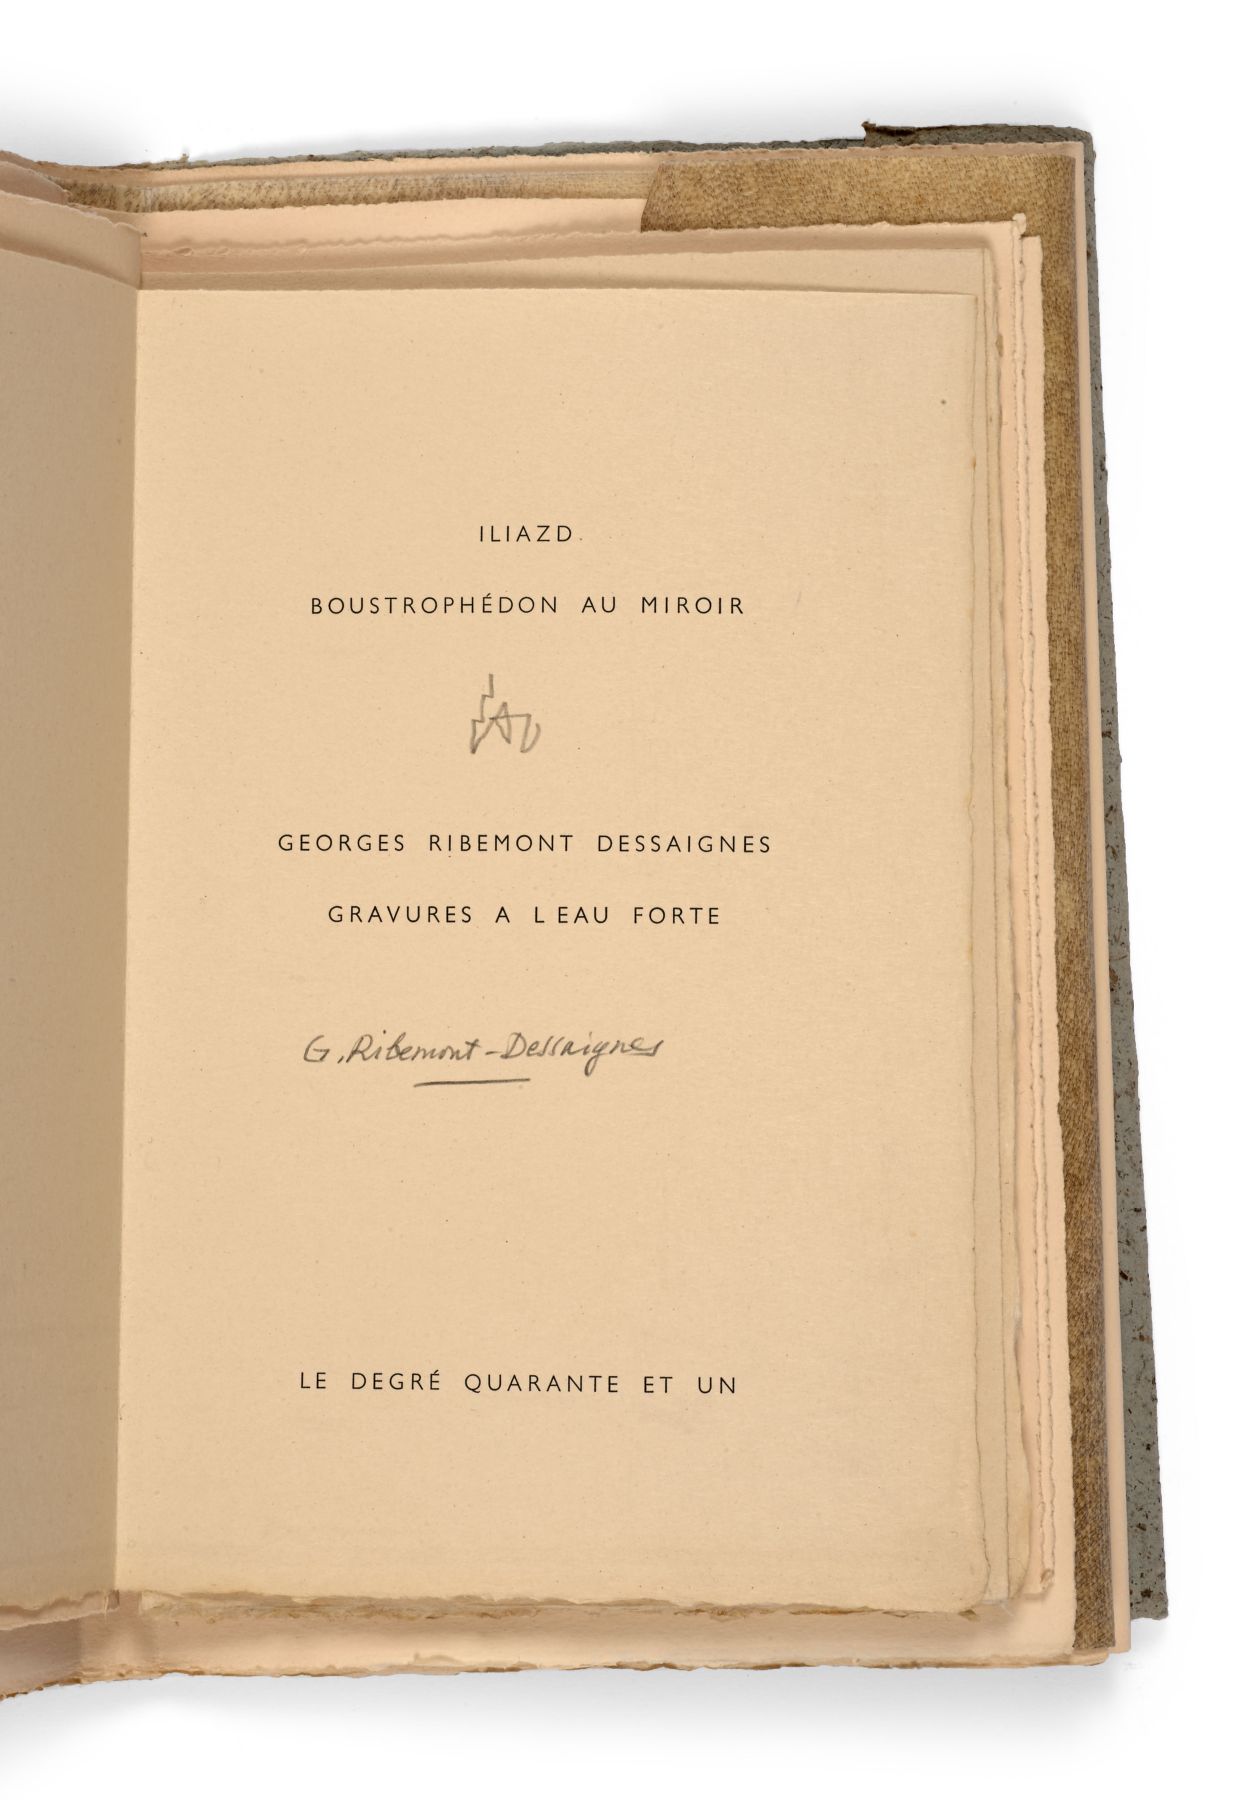 ILIAZD
BOUSTROPHÉDON AU MIROIR
GEORGES RIBEMONT DESSAIGNES
GRAVURES A L EAU FORTE
G. Ribemont-Dessaignes
LE DEGRÉ QUARANTE ET UN